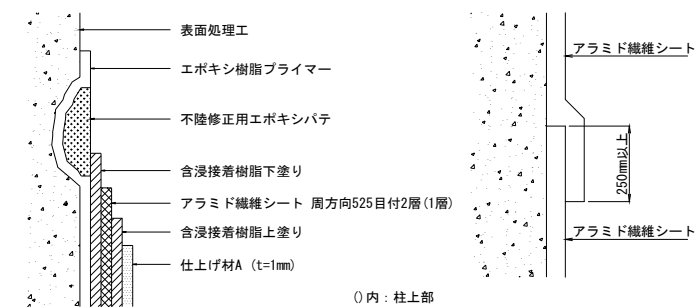 表面処理工
エポキシ樹脂プライマー
不陸修正用エポキシパテ
含浸接着樹脂下塗り
アラミド繊維シート 周方向525目付2層(1層)
含浸接着樹脂上塗り
仕上げ材A (t=1mm)
()内：柱上部
アラミド繊維シート
250mm以上
アラミド繊維シート